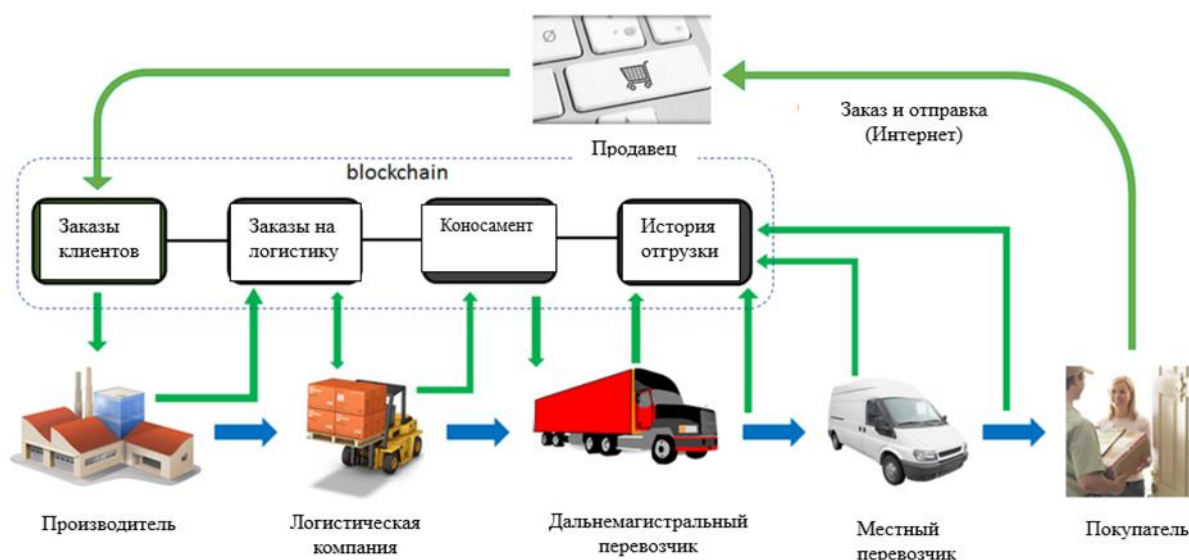 Заказ и отправка
(Интернет)
Продавец
blockchain
Заказы
клиентов
Заказы на
логистику
Коносамент
История
отгрузки
Производитель
Логистическая
компания
Дальнемагистральный
перевозчик
Местный
перевозчик
Покупатель